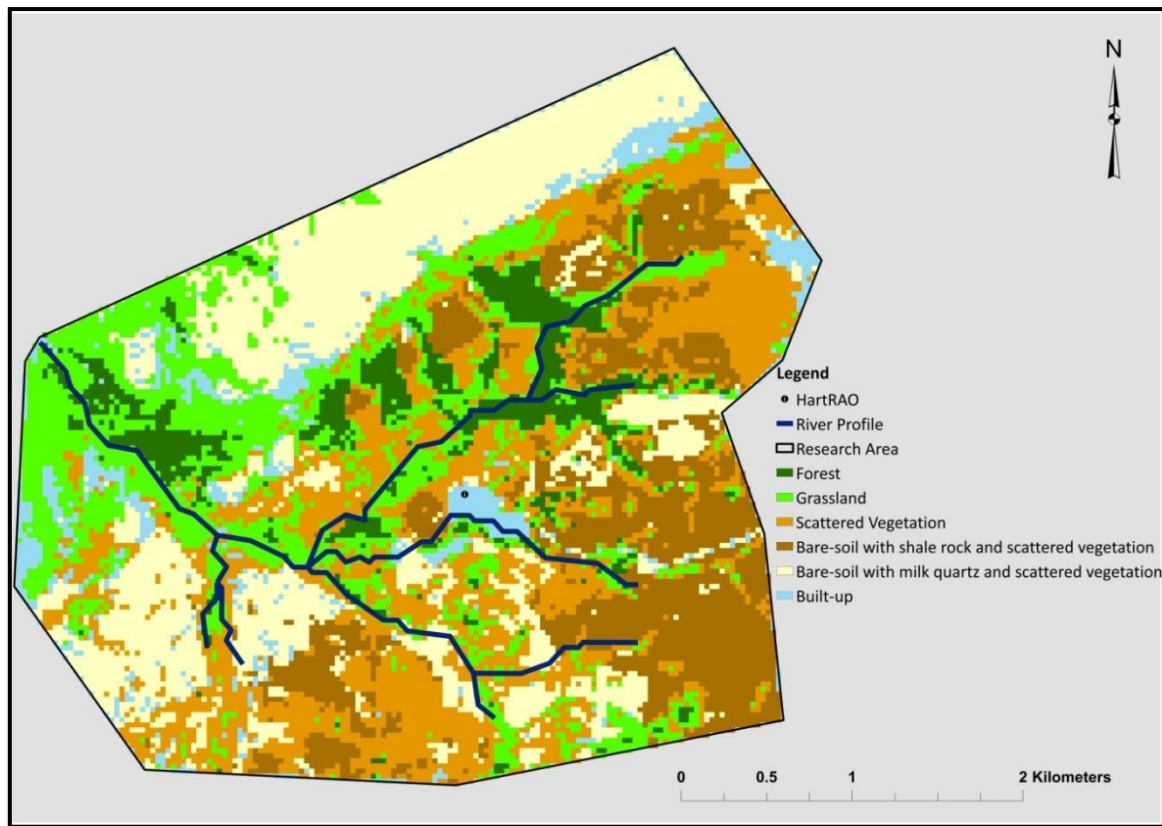 N
Legend
HartRAO
River Profile
Research Area
Forest
Grassland
Scattered Vegetation
Bare-soil with shale rock and scattered vegetation
Bare-soil with milk quartz and scattered vegetation
Built-up
0 0.5 1 2 Kilometers